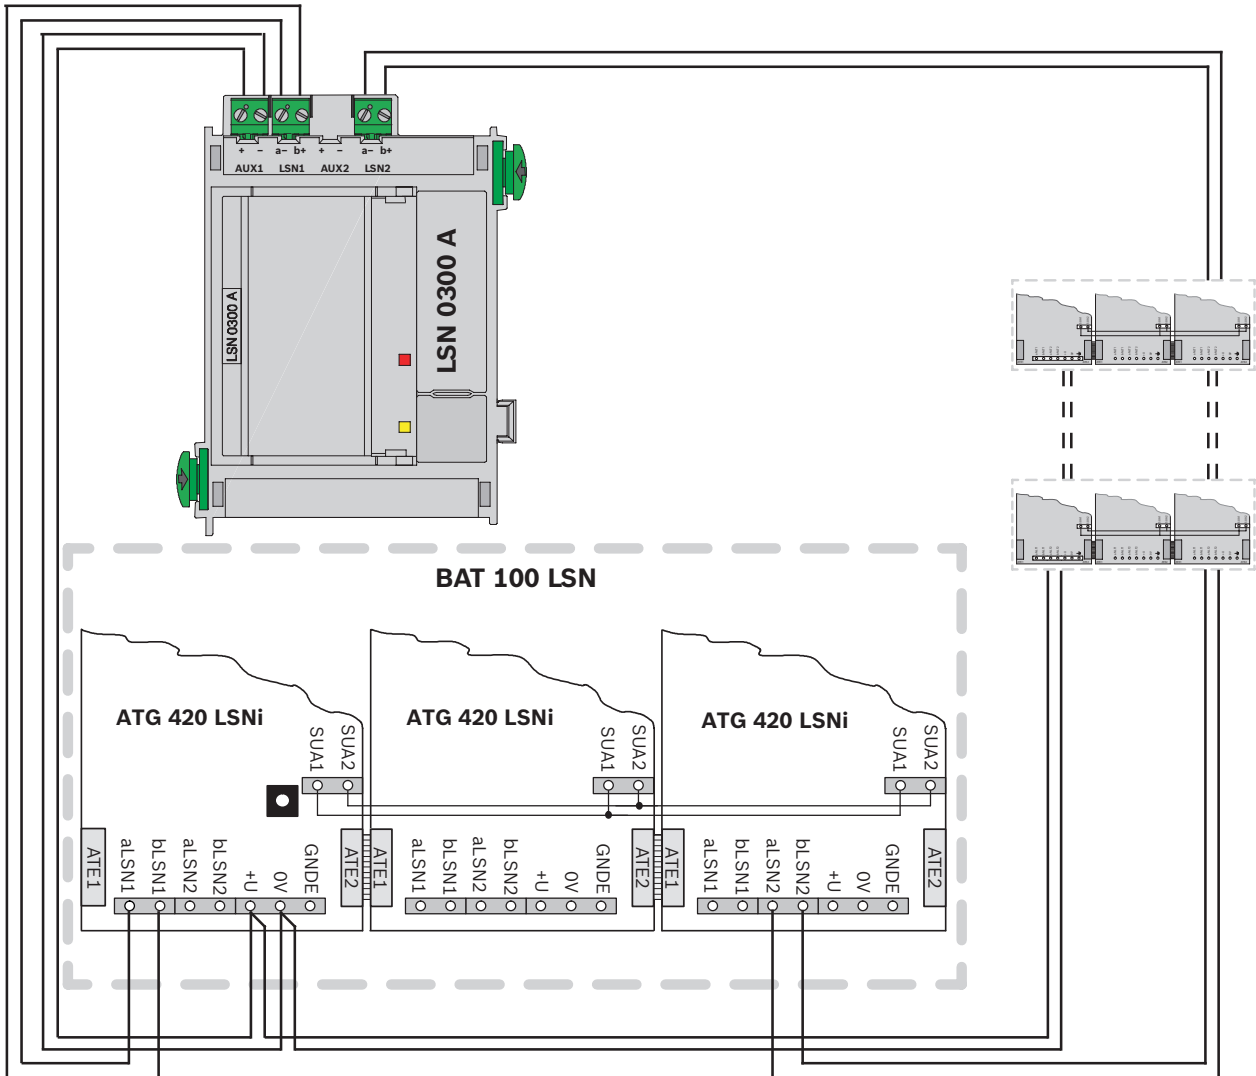 + − a− b+ + − a− b+
AUX1 LSN1 AUX2 LSN2
LSN 0300 A
LSN 0300 A
BAT 100 LSN
ATG 420 LSNi
ATG 420 LSNi
ATG 420 LSNi
SUA1
SUA2
SUA1
SUA2
SUA1
SUA2
ATE1
aLSN1
bLSN1
aLSN2
bLSN2
+U
0V
GNDE
ATE2
ATE1
aLSN1
bLSN1
aLSN2
bLSN2
+U
0V
GNDE
ATE2
ATE1
aLSN1
bLSN1
aLSN2
bLSN2
+U
0V
GNDE
ATE2